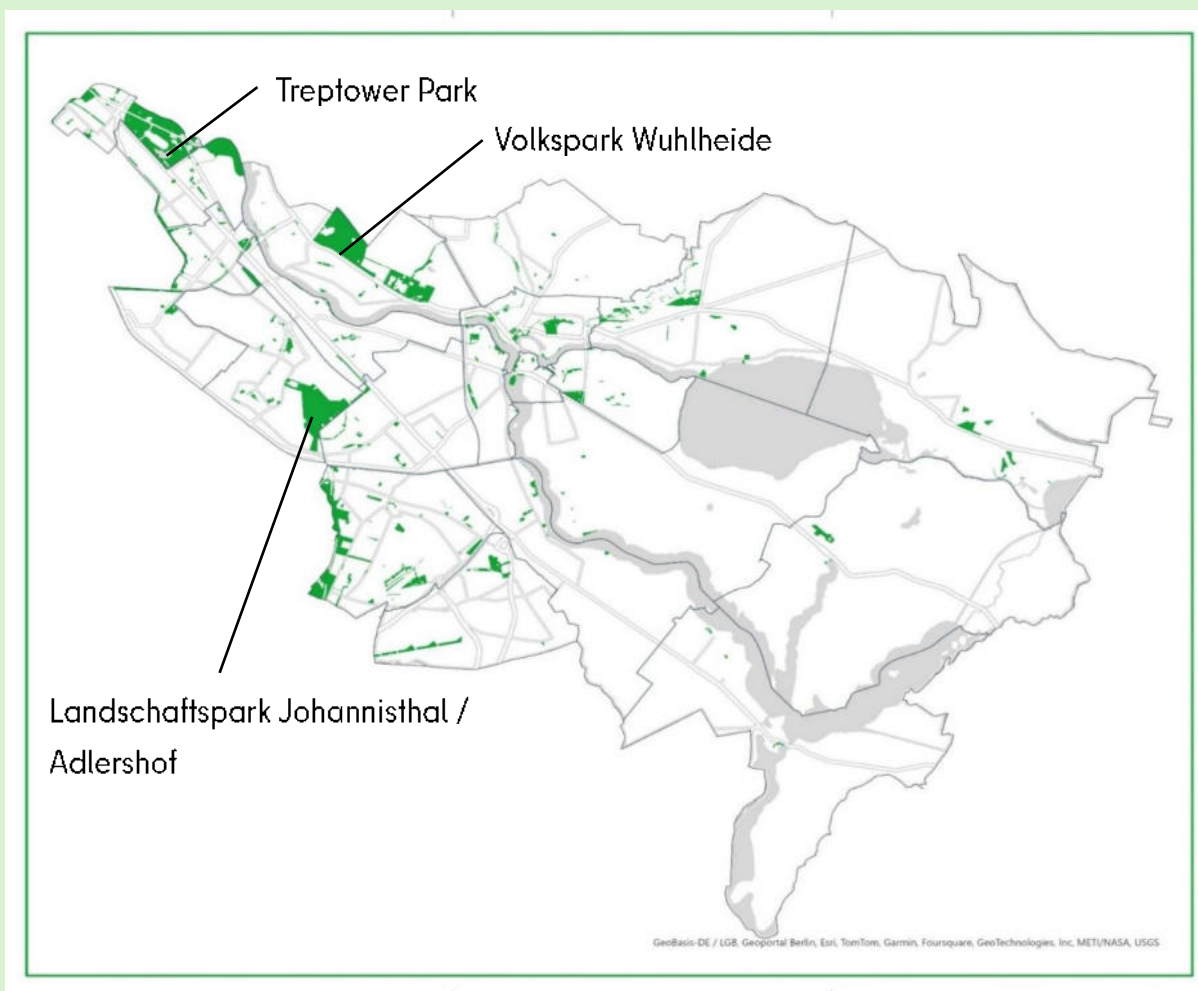 Treptower Park
Volkspark Wuhlheide
Landschaftspark Johannisthal /
Adlershof
GeoBasis-DE / LGB, Geoportal Berlin, Esri, TomTom, Garmin, Foursquare, GeoTechnologies, Inc, METI/NASA, USGS